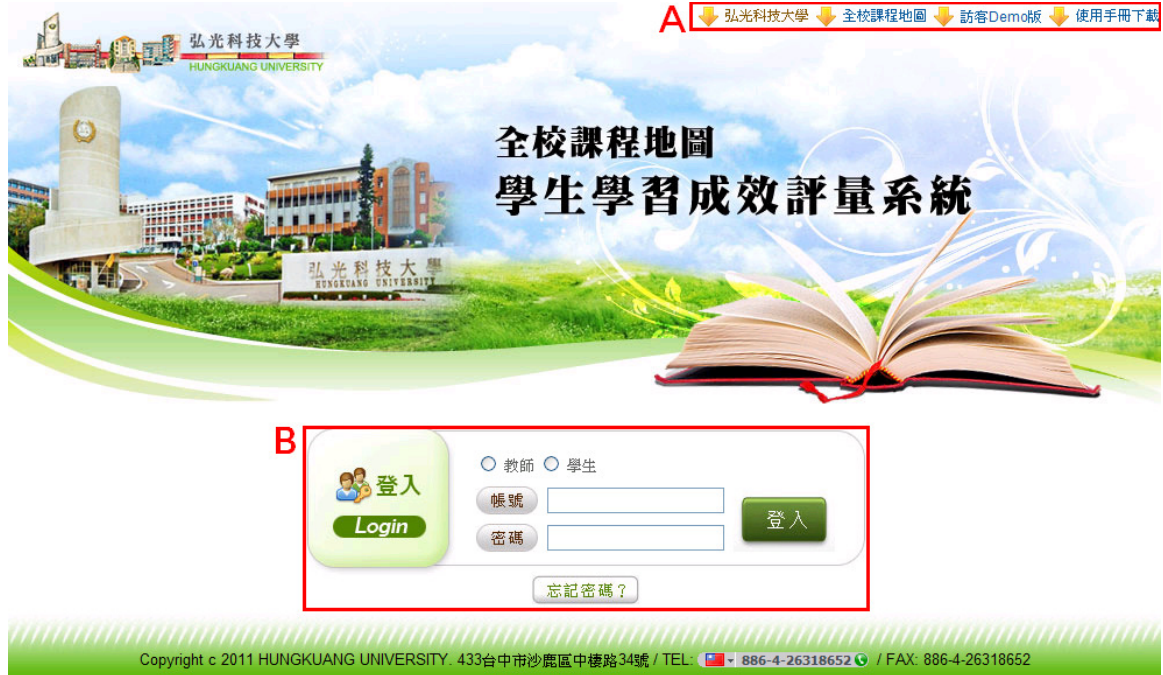 A 弘光科技大學 全校課程地圖 訪客Demo版 使用手冊下載
弘光科技大學
HUNGKUANG UNIVERSITY
全校課程地圖
學生學習成效評量系統
弘光科技大學
HUNGKUANG UNIVERSITY
B
教師 學生
登入
Login
帳號
密碼
登入
忘記密碼？
Copyright c 2011 HUNGKUANG UNIVERSITY. 433台中市沙鹿區中棲路34號 / TEL: 886-4-26318652 / FAX: 886-4-26318652